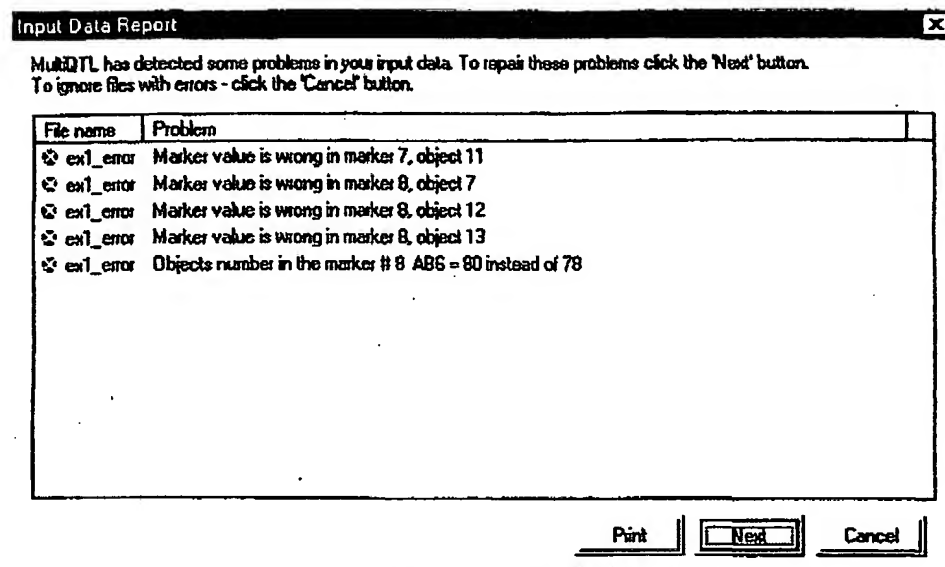 Input Data Report
MultiQTL has detected some problems in your input data. To repair these problems click the 'Next' button.
To ignore files with errors - click the 'Cancel' button.
File name Problem
ex1_error Marker value is wrong in marker 7, object 11
ex1_error Marker value is wrong in marker 8, object 7
ex1_error Marker value is wrong in marker 8, object 12
ex1_error Marker value is wrong in marker 8, object 13
ex1_error Objects number in the marker # 8 ABG = 80 instead of 78
Print Next Cancel